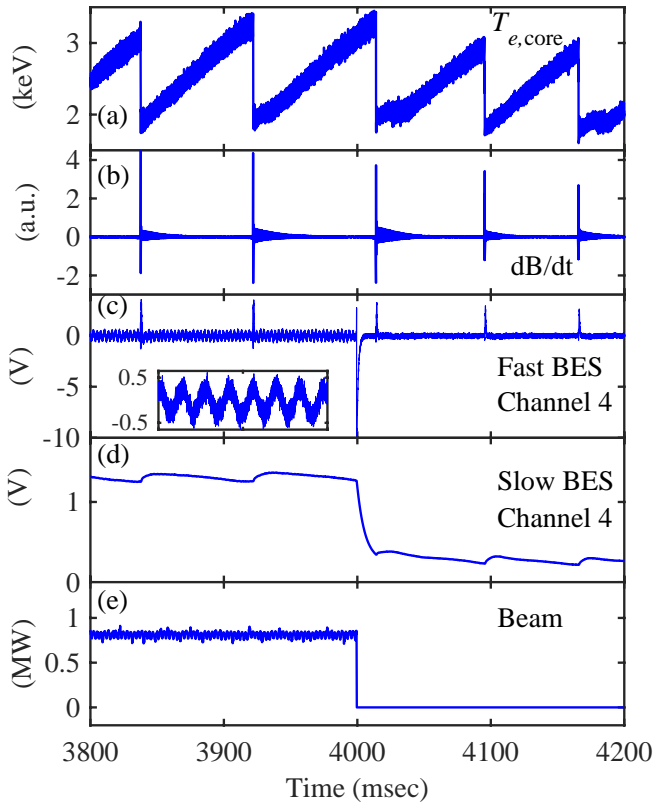 T_{e,core}
3
2
(keV)
(a)
(b)
4
2
0
-2
(a.u.)
dB/dt
(c)
0
-5
-10
(V)
0.5
-0.5
Fast BES
Channel 4
(d)
1
0
(V)
Slow BES
Channel 4
(e)
1
0.5
0
(MW)
Beam
3800 3900 4000 4100 4200
Time (msec)